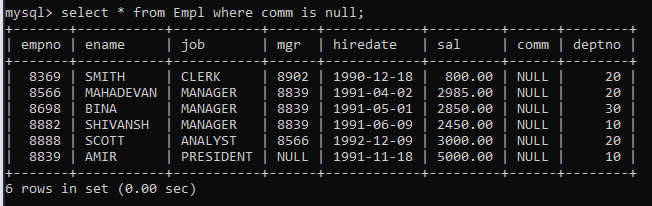 mysql> select * from Empl where comm is null;
+-------+-----------+-----------+------+------------+---------+------+--------+
| empno | ename     | job       | mgr  | hiredate   | sal     | comm | deptno |
+-------+-----------+-----------+------+------------+---------+------+--------+
|  8369 | SMITH     | CLERK     | 8902 | 1990-12-18 |  800.00 | NULL |     20 |
|  8566 | MAHADEVAN | MANAGER   | 8839 | 1991-04-02 | 2985.00 | NULL |     20 |
|  8698 | BINA      | MANAGER   | 8839 | 1991-05-01 | 2850.00 | NULL |     30 |
|  8882 | SHIVANSH  | MANAGER   | 8839 | 1991-06-09 | 2450.00 | NULL |     10 |
|  8888 | SCOTT     | ANALYST   | 8566 | 1992-12-09 | 3000.00 | NULL |     20 |
|  8839 | AMIR      | PRESIDENT | NULL | 1991-11-18 | 5000.00 | NULL |     10 |
+-------+-----------+-----------+------+------------+---------+------+--------+
6 rows in set (0.00 sec)